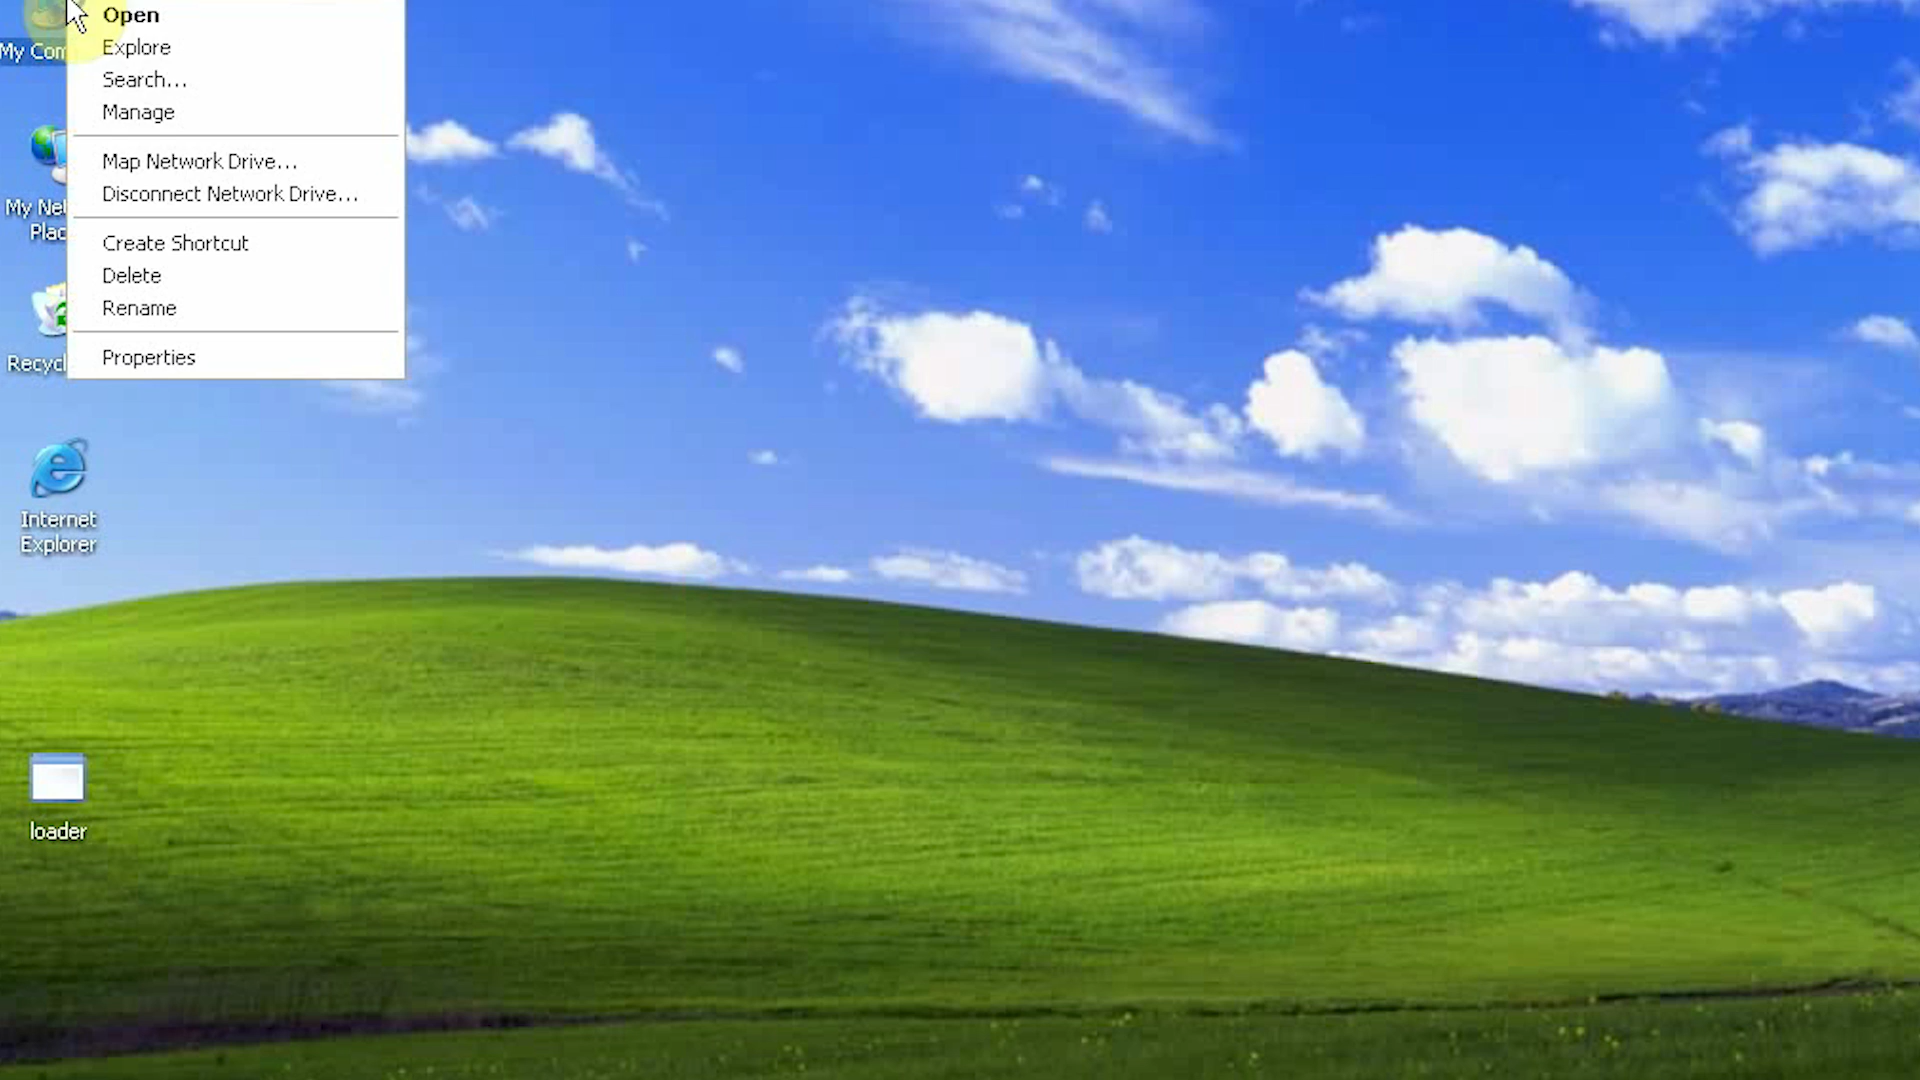 Open
My Com
Explore
Search...
Manage
Map Network Drive...
Disconnect Network Drive...
My Net
Plac
Create Shortcut
Delete
Rename
Recycl
Properties
Internet
Explorer
loader